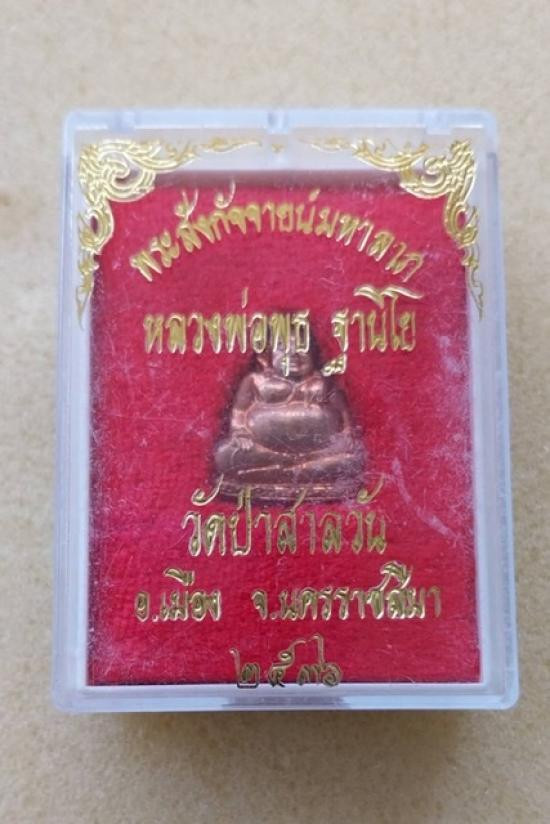 พระสังกัจจายน์มหาลาภ
หลวงพ่อพุธ ฐานิโย
วัดป่าสาลวัน
อ.เมือง จ.นครราชสีมา
๒๕๓๖